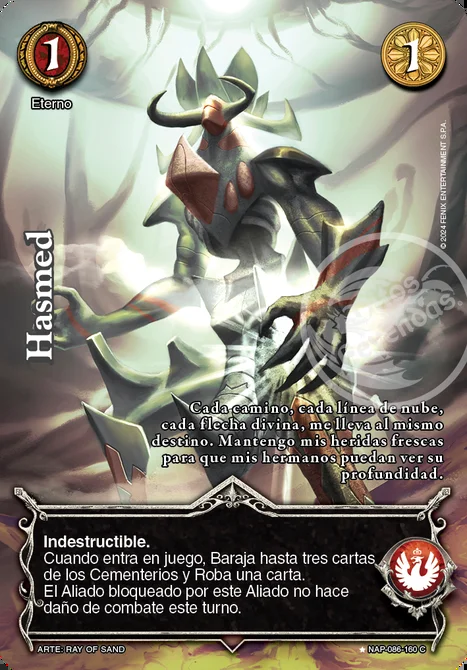 1
1
Eterno
© 2024 FENIX ENTERTAINMENT S.P.A.
Hasmed
Mitos
Leyendas
Cada camino, cada línea de nube,
cada flecha divina, me lleva al mismo
destino. Mantengo mis heridas frescas
para que mis hermanos puedan ver su
profundidad.
Indestructible.
Cuando entra en juego, Baraja hasta tres cartas
de los Cementerios y Roba una carta.
El Aliado bloqueado por este Aliado no hace
daño de combate este turno.
ARTE: RAY OF SAND
★ NAP-086-160 C